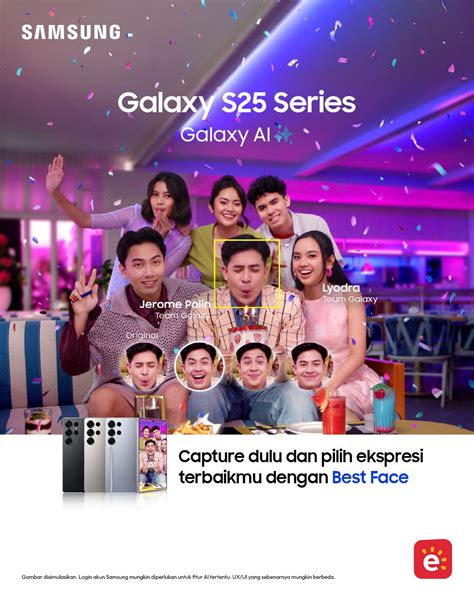 SAMSUNG
Galaxy S25 Series
Galaxy AI
Jerome Polin
Team Galaxy
Lyodra
Team Galaxy
Original
Capture dulu dan pilih ekspresi
terbaikmu dengan Best Face
e
Gambar disimulasikan. Login akun Samsung mungkin diperlukan untuk fitur AI tertentu. UX/UI yang sebenarnya mungkin berbeda.